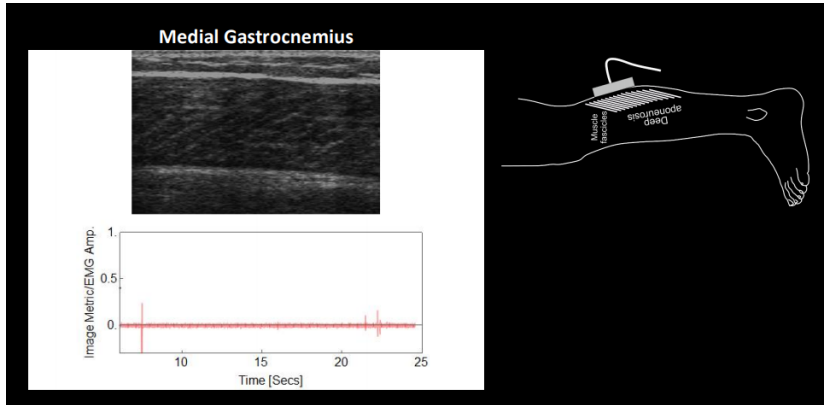 Medial Gastrocnemius
Image Metric/EMG Amp.
1.
0.5
0.
10
15
20
25
Time [Secs]
Muscle
fascicles
Deep
aponeurosis